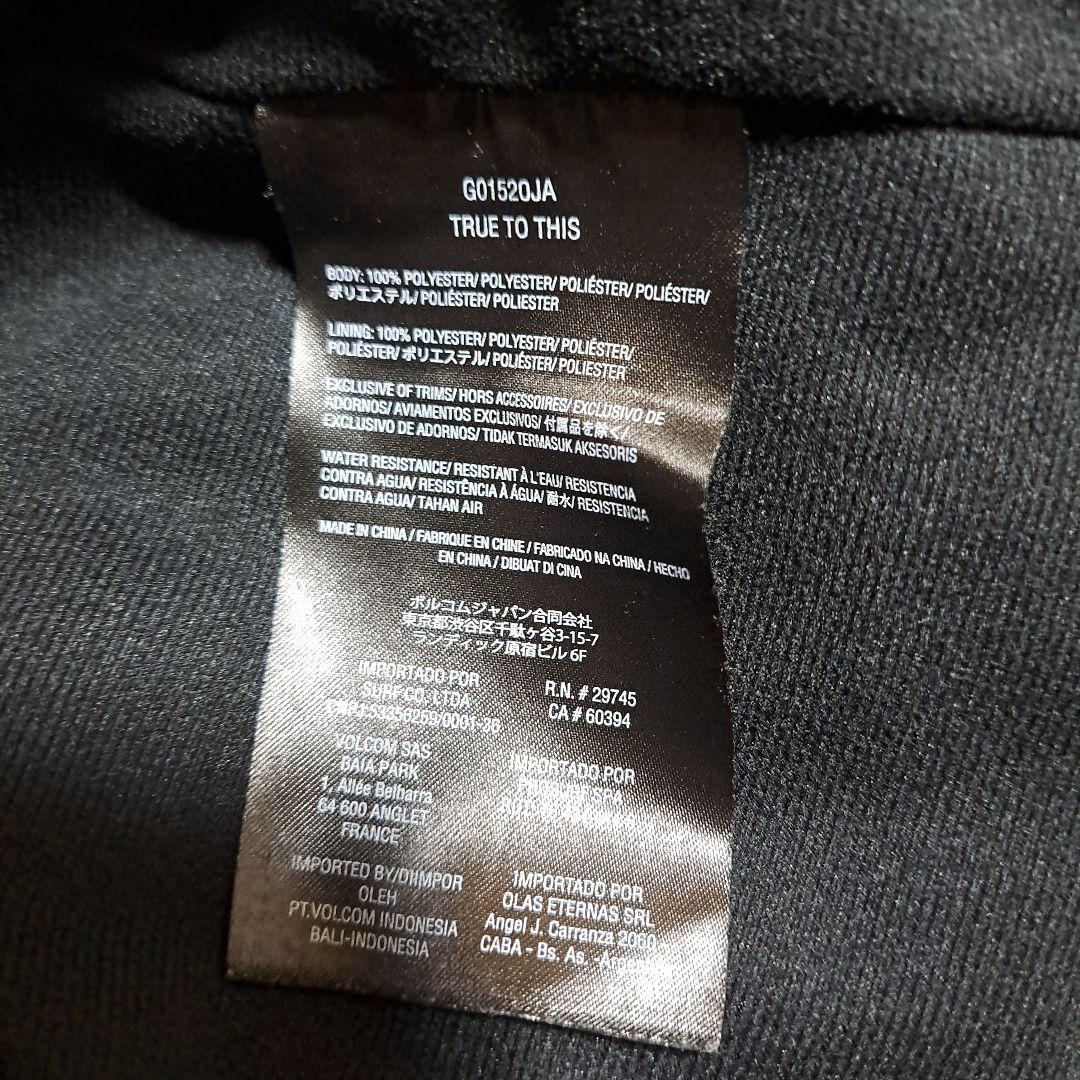 G01520JA
TRUE TO THIS
BODY: 100% POLYESTER/ POLYESTER/ POLIÉSTER/ POLIÉSTER/
ポリエステル/ POLIÉSTER/ POLIESTER
LINING: 100% POLYESTER/ POLYESTER/ POLIÉSTER/
POLIÉSTER/ ポリエステル/ POLIÉSTER/ POLIESTER
EXCLUSIVE OF TRIMS/ HORS ACCESSOIRES/ EXCLUSIVO DE
ADORNOS/ AVIAMENTOS EXCLUSIVOS/ 付属品を除く/
EXCLUSIVO DE ADORNOS/ TIDAK TERMASUK AKSESORIS
WATER RESISTANCE/ RESISTANT À L'EAU/ RESISTENCIA
CONTRA AGUA/ RESISTÊNCIA À ÁGUA/ 耐水/ RESISTENCIA
CONTRA AGUA/ TAHAN AIR
MADE IN CHINA / FABRIQUE EN CHINE / FABRICADO NA CHINA / HECHO
EN CHINA / DIBUAT DI CINA
ボルコムジャパン合同会社
東京都渋谷区千駄ヶ谷3-15-7
ランディック原宿ビル 6F
IMPORTADO POR
SURF CO. LTDA
R.N. # 29745
CA # 60394
VOLCOM SAS
BAIA PARK
1, Allée Belharra
64 600 ANGLET
FRANCE
IMPORTADO POR
IMPORTED BY/DIIMPOR
OLEH
PT.VOLCOM INDONESIA
BALI-INDONESIA
IMPORTADO POR
OLAS ETERNAS SRL
Angel J. Carranza 2060
CABA - Bs. As. -